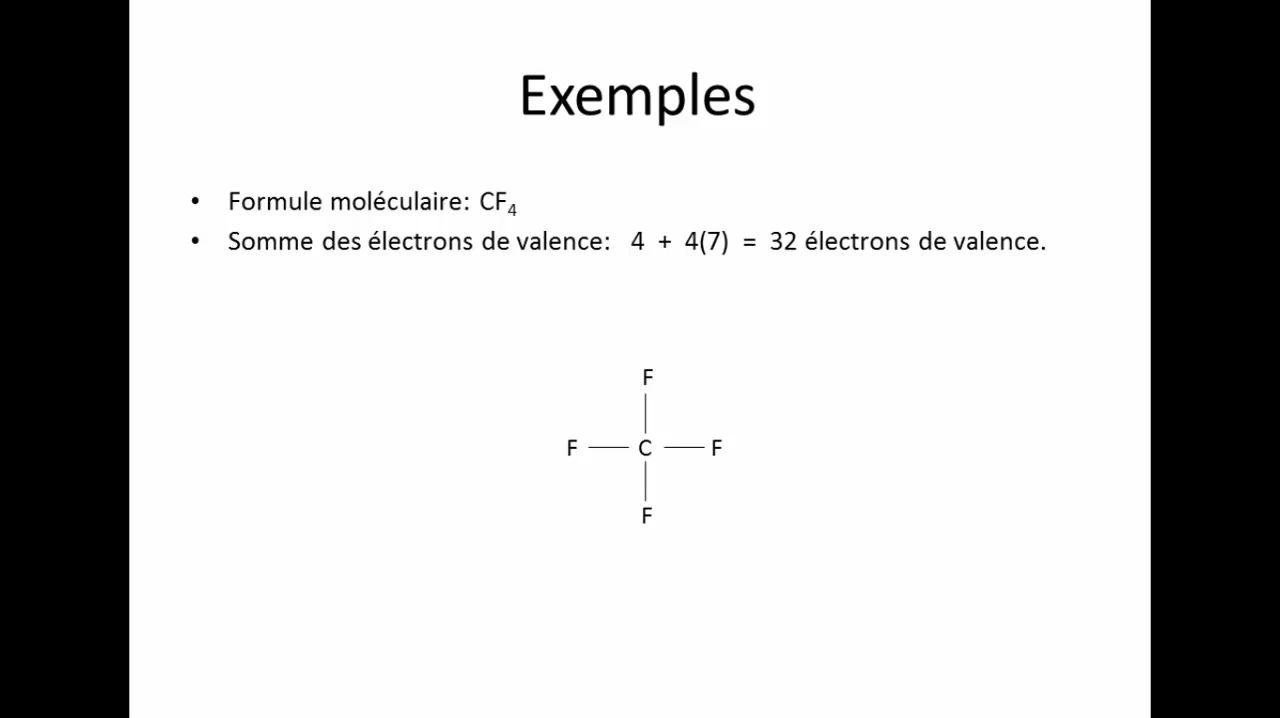 Exemples
• Formule moléculaire: CF₄
• Somme des électrons de valence: 4 + 4(7) = 32 électrons de valence.
F
F C F
F